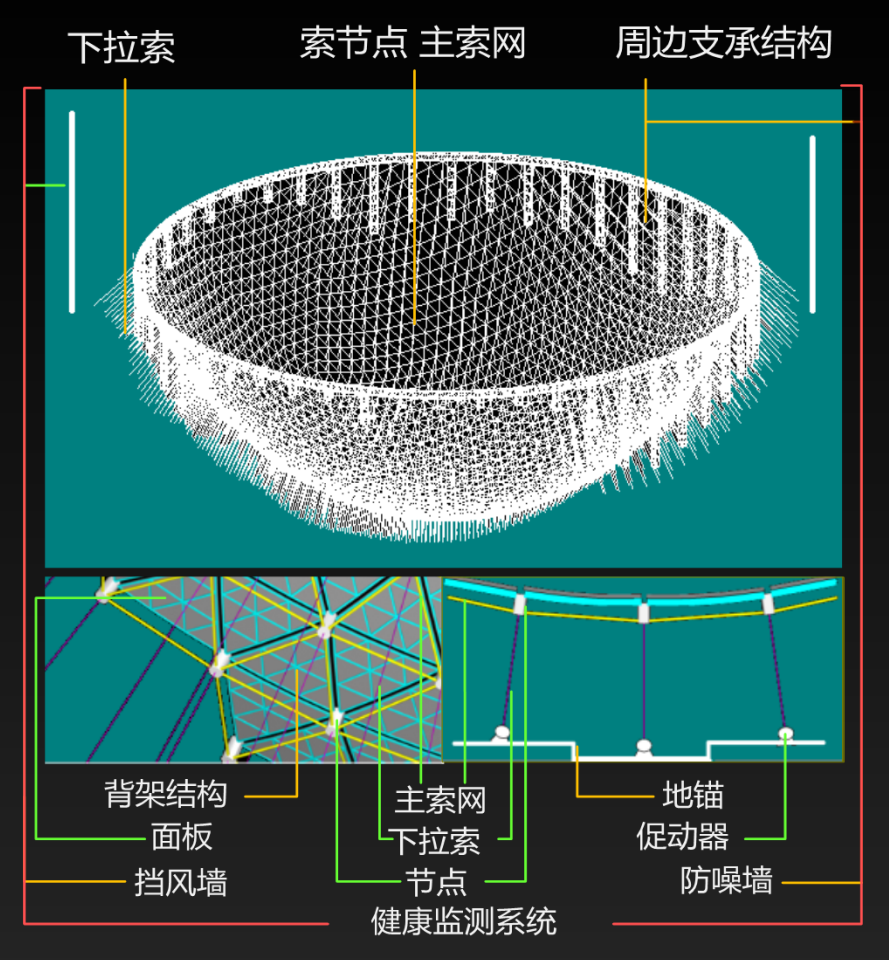 下拉索
索节点 主索网
周边支承结构
背架结构
主索网
地锚
面板
下拉索
促动器
挡风墙
节点
防噪墙
健康监测系统